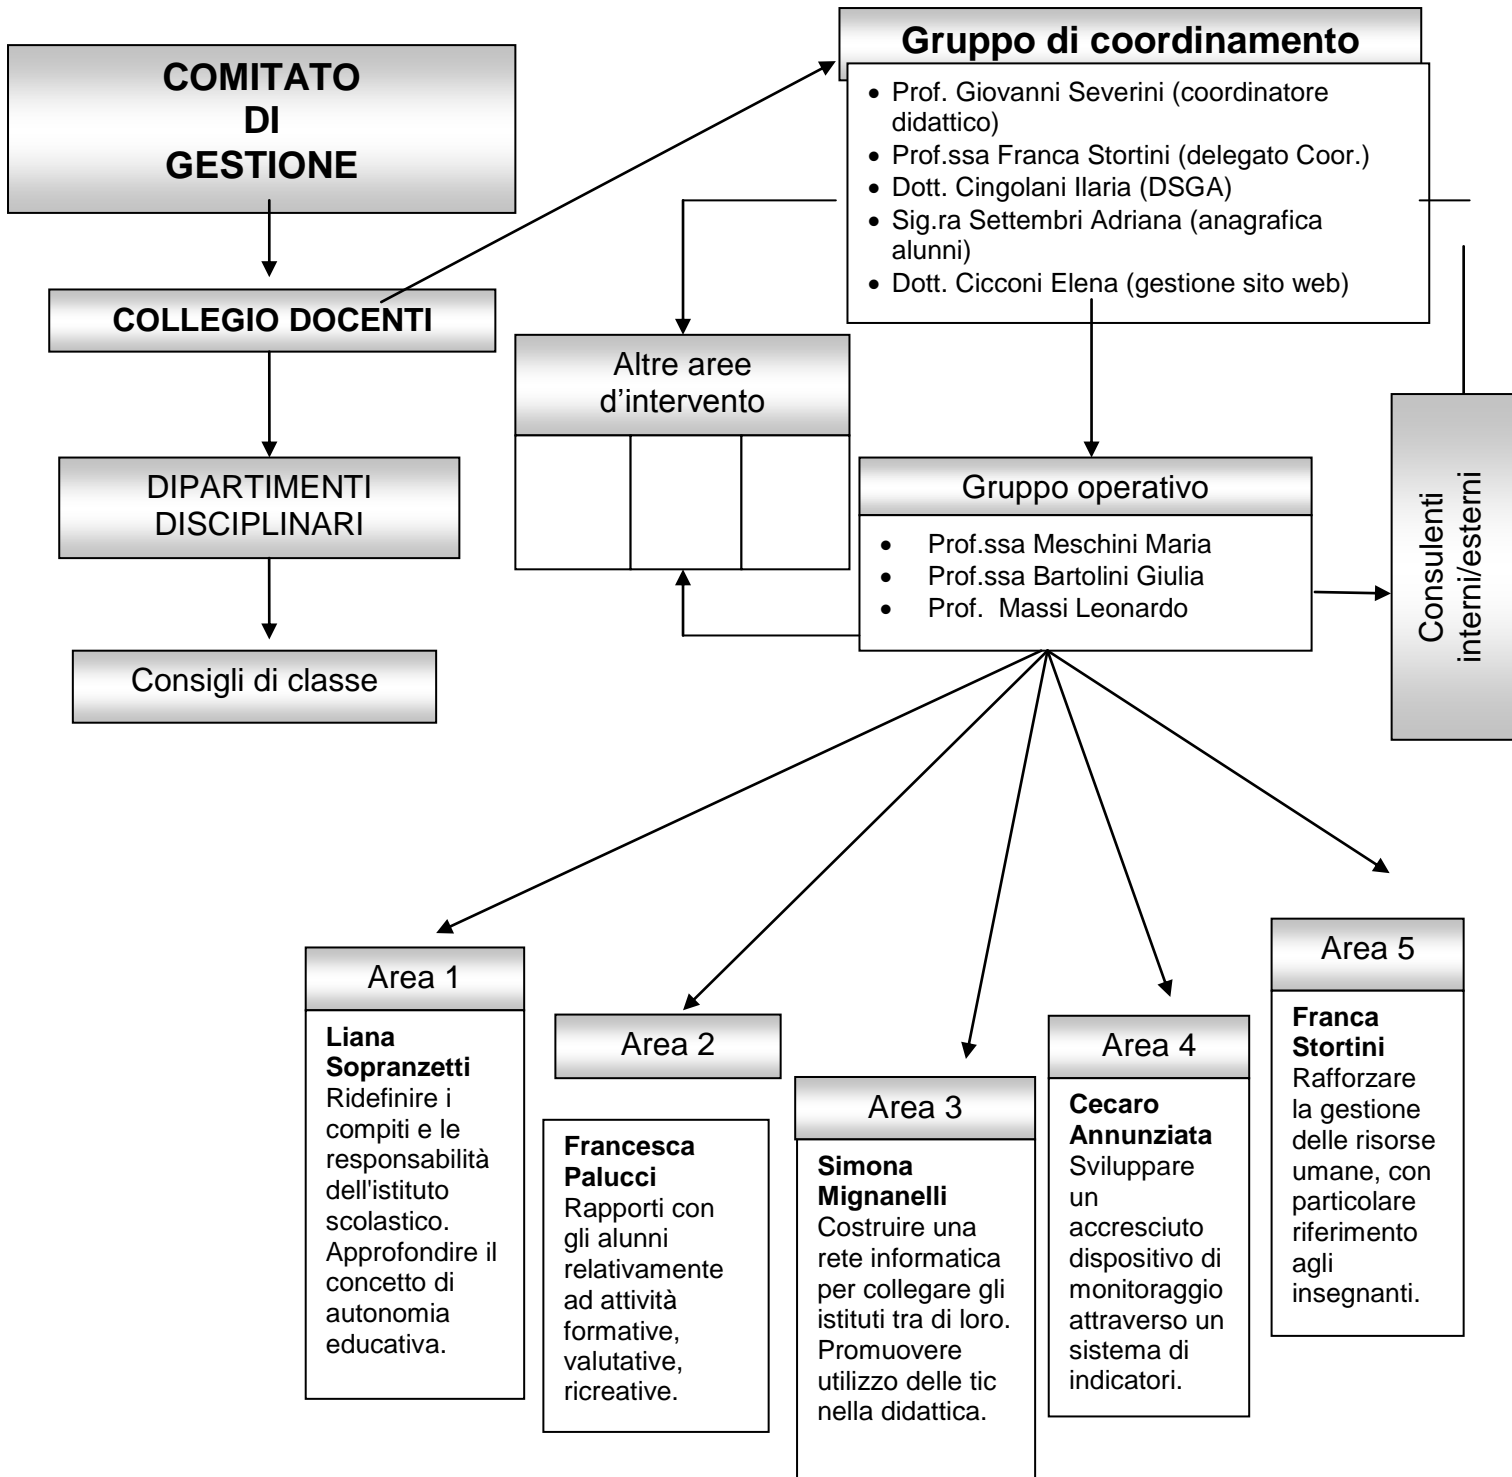 COMITATO
DI
GESTIONE
COLLEGIO DOCENTI
DIPARTIMENTI
DISCIPLINARI
Consigli di classe
Gruppo di coordinamento
• Prof. Giovanni Severini (coordinatore
didattico)
• Prof.ssa Franca Stortini (delegato Coor.)
• Dott. Cingolani Ilaria (DSGA)
• Sig.ra Settembri Adriana (anagrafica
alunni)
• Dott. Cicconi Elena (gestione sito web)
Altre aree
d’intervento
Gruppo operativo
• Prof.ssa Meschini Maria
• Prof.ssa Bartolini Giulia
• Prof. Massi Leonardo
Consulenti
interni/esterni
Area 1
Liana
Sopranzetti
Ridefinire i
compiti e le
responsabilità
dell'istituto
scolastico.
Approfondire il
concetto di
autonomia
educativa.
Area 2
Francesca
Palucci
Rapporti con
gli alunni
relativamente
ad attività
formative,
valutative,
ricreative.
Area 3
Simona
Mignanelli
Costruire una
rete informatica
per collegare gli
istituti tra di loro.
Promuovere
utilizzo delle tic
nella didattica.
Area 4
Cecaro
Annunziata
Sviluppare
un
accresciuto
dispositivo di
monitoraggio
attraverso un
sistema di
indicatori.
Area 5
Franca
Stortini
Rafforzare
la gestione
delle risorse
umane, con
particolare
riferimento
agli
insegnanti.